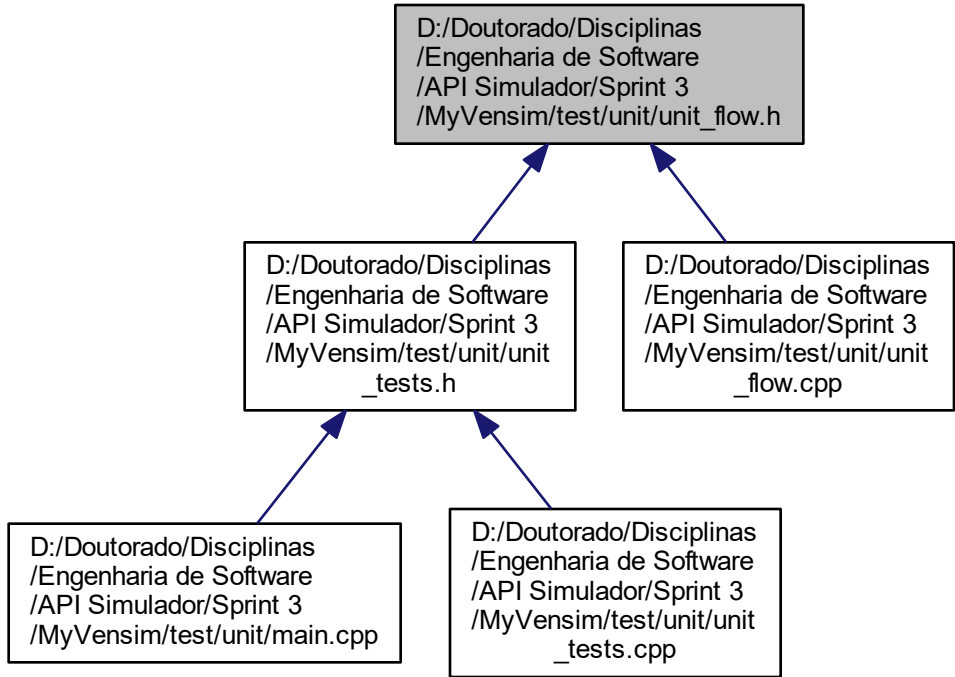 D:/Doutorado/Disciplinas
/Engenharia de Software
/API Simulador/Sprint 3
/MyVensim/test/unit/unit_flow.h
D:/Doutorado/Disciplinas
/Engenharia de Software
/API Simulador/Sprint 3
/MyVensim/test/unit/unit
_tests.h
D:/Doutorado/Disciplinas
/Engenharia de Software
/API Simulador/Sprint 3
/MyVensim/test/unit/unit
_flow.cpp
D:/Doutorado/Disciplinas
/Engenharia de Software
/API Simulador/Sprint 3
/MyVensim/test/unit/main.cpp
D:/Doutorado/Disciplinas
/Engenharia de Software
/API Simulador/Sprint 3
/MyVensim/test/unit/unit
_tests.cpp